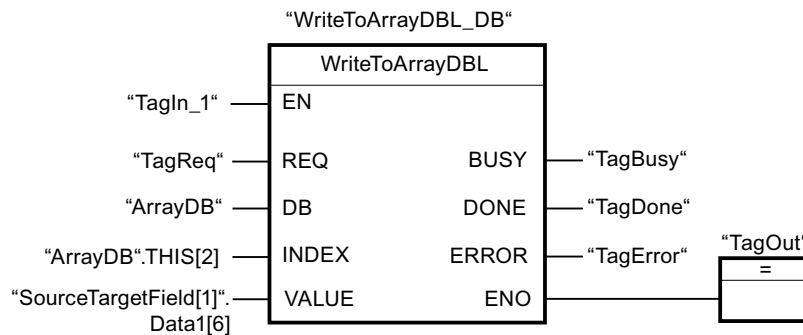 “WriteToArrayDBL_DB“
WriteToArrayDBL
“TagIn_1“ EN
“TagReq“ REQ BUSY “TagBusy“
“ArrayDB“ DB DONE “TagDone“
“ArrayDB“.THIS[2] INDEX ERROR “TagError“ “TagOut“
=
“SourceTargetField[1]“. VALUE ENO
Data1[6]